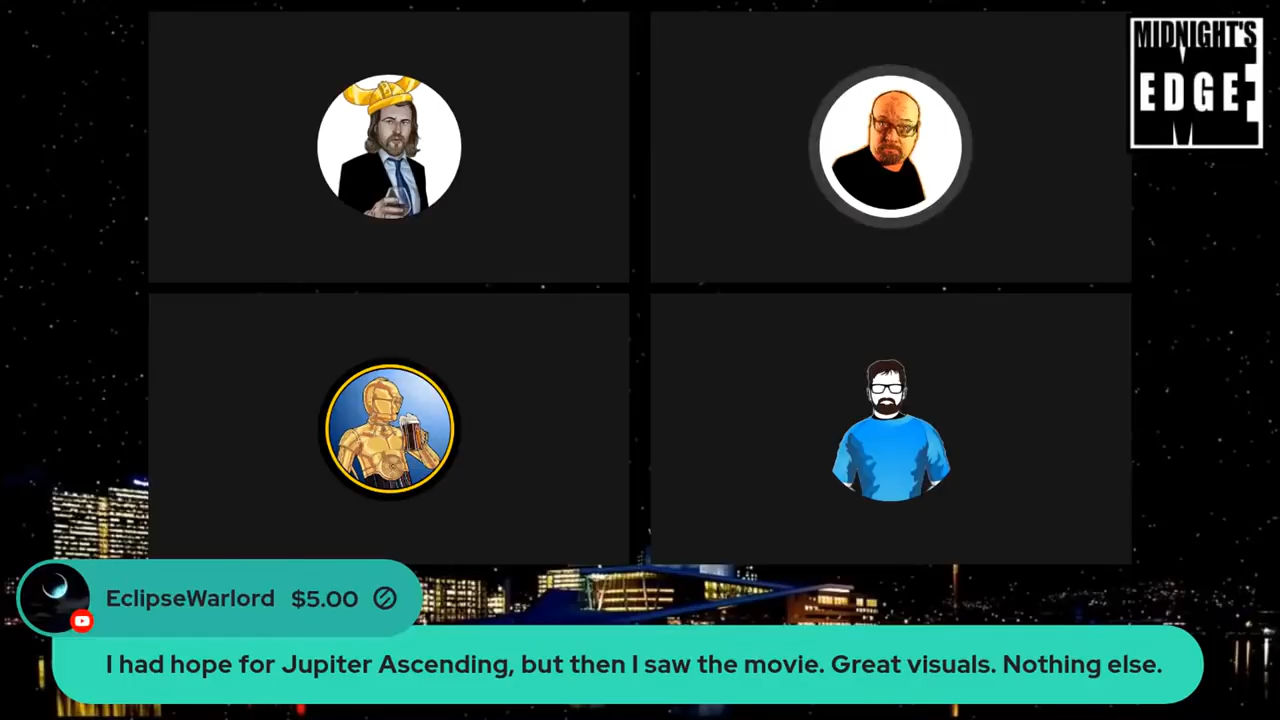 MIDNIGHT'S
EDGE
EclipseWarlord $5.00
I had hope for Jupiter Ascending, but then I saw the movie. Great visuals. Nothing else.